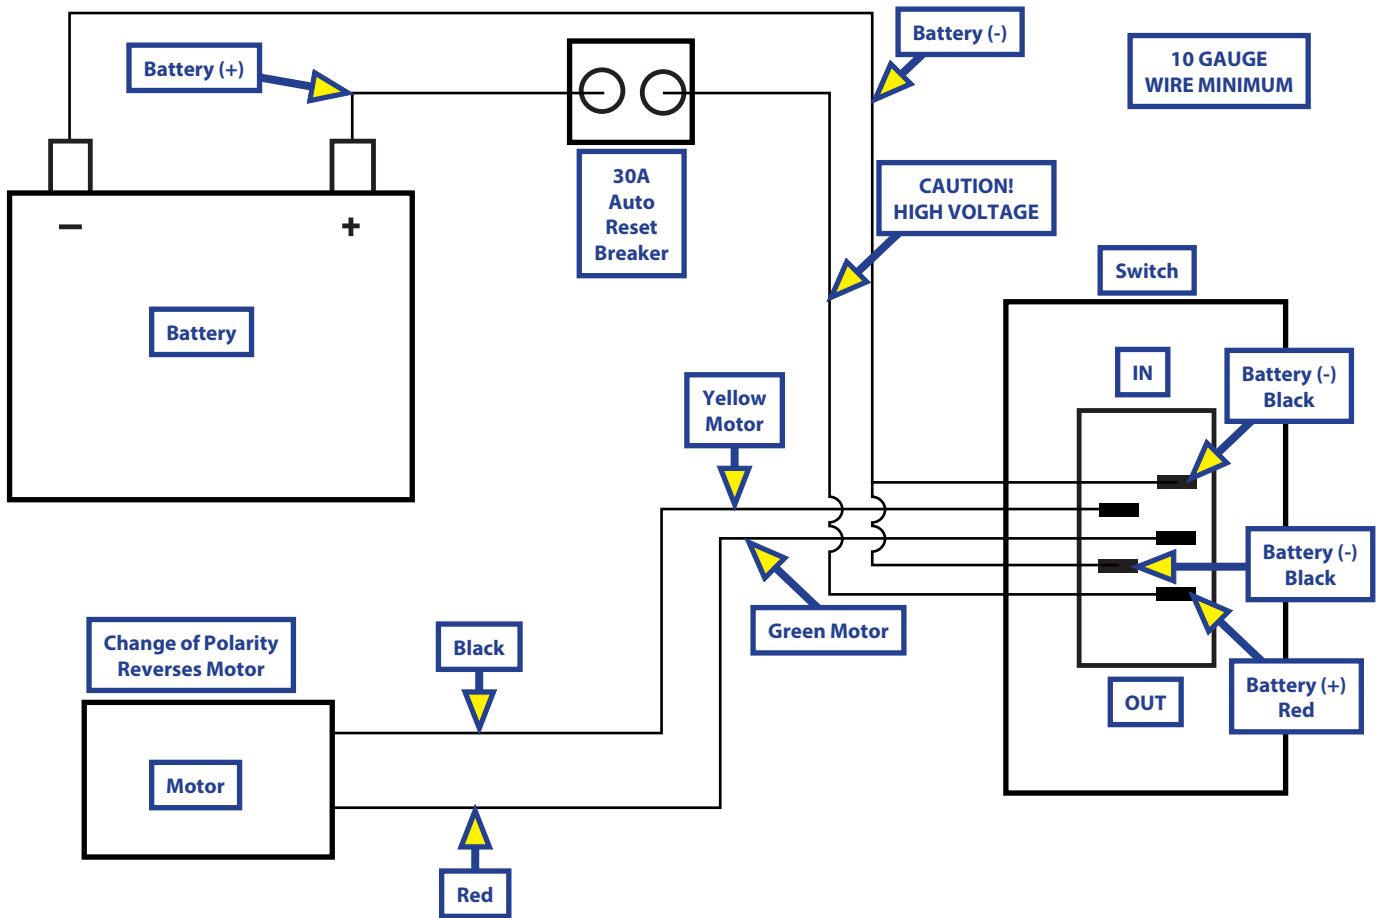 Battery (-)
10 GAUGE
WIRE MINIMUM
Battery (+)
30A
Auto
Reset
Breaker
CAUTION!
HIGH VOLTAGE
−
+
Battery
Switch
IN
Battery (-)
Black
Yellow
Motor
Battery (-)
Black
Green Motor
Change of Polarity
Reverses Motor
Black
Battery (+)
Red
OUT
Motor
Red